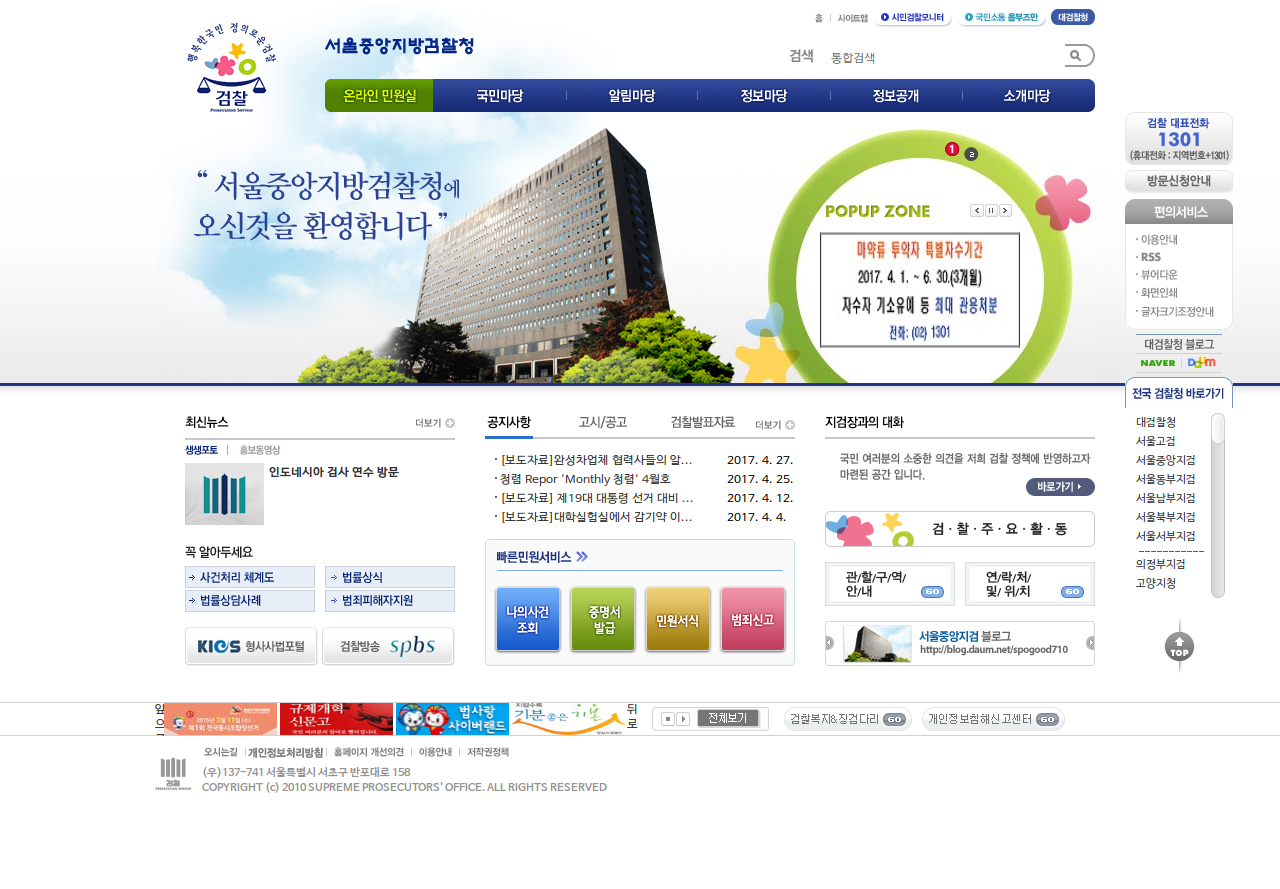 홈
사이트맵
시민검찰모니터
국민소통 옴부즈만
대검찰청
행복한국민 정의로운검찰
검찰
Prosecution Service
서울중앙지방검찰청
검색
통합검색
온라인 민원실
국민마당
알림마당
정보마당
정보공개
소개마당
“ 서울중앙지방검찰청에
오신것을 환영합니다 ”
1
2
POPUP ZONE
마약류 투약자 특별자수기간
2017. 4. 1. ~ 6. 30.(3개월)
자수자 기소유예 등 최대 관용처분
전화: (02) 1301
검찰 대표전화
1301
(휴대전화 : 지역번호+1301)
방문신청안내
편의서비스
· 이용안내
· RSS
· 뷰어다운
· 화면인쇄
· 글자크기조정안내
대검찰청 블로그
NAVER
Daum
전국 검찰청 바로가기
대검찰청
서울고검
서울중앙지검
서울동부지검
서울남부지검
서울북부지검
서울서부지검
------------
의정부지검
고양지청
TOP
최신뉴스
더보기
생생포토
홍보동영상
인도네시아 검사 연수 방문
공지사항
고시/공고
검찰발표자료
더보기
· [보도자료]완성차업체 협력사들의 알... 2017. 4. 27.
· 청렴 Repor 'Monthly 청렴' 4월호 2017. 4. 25.
· [보도자료] 제19대 대통령 선거 대비 ... 2017. 4. 12.
· [보도자료]대학실험실에서 감기약 이... 2017. 4. 4.
지검장과의 대화
국민 여러분의 소중한 의견을 저희 검찰 정책에 반영하고자
마련된 공간 입니다.
바로가기
검 · 찰 · 주 · 요 · 활 · 동
꼭 알아두세요
사건처리 체계도
법률상식
법률상담사례
범죄피해자지원
KICS 형사사법포털
검찰방송 spbs
빠른민원서비스
나의사건
조회
증명서
발급
민원서식
범죄신고
관/할/구/역/
안/내
GO
연/락/처/
및/ 위/치
GO
서울중앙지검 블로그
http://blog.daum.net/spogood710
앞
으
2015년 3월 11일 (수)
제1회 전국동시조합장선거
규제개혁
신문고
법사랑
사이버랜드
기분좋은 기본
뒤
로
전체보기
검찰복지&징검다리 GO
개인정보침해신고센터 GO
오시는길
개인정보처리방침
홈페이지 개선의견
이용안내
저작권정책
검찰
PROSECUTION SERVICE
(우)137-741 서울특별시 서초구 반포대로 158
COPYRIGHT (c) 2010 SUPREME PROSECUTORS' OFFICE. ALL RIGHTS RESERVED